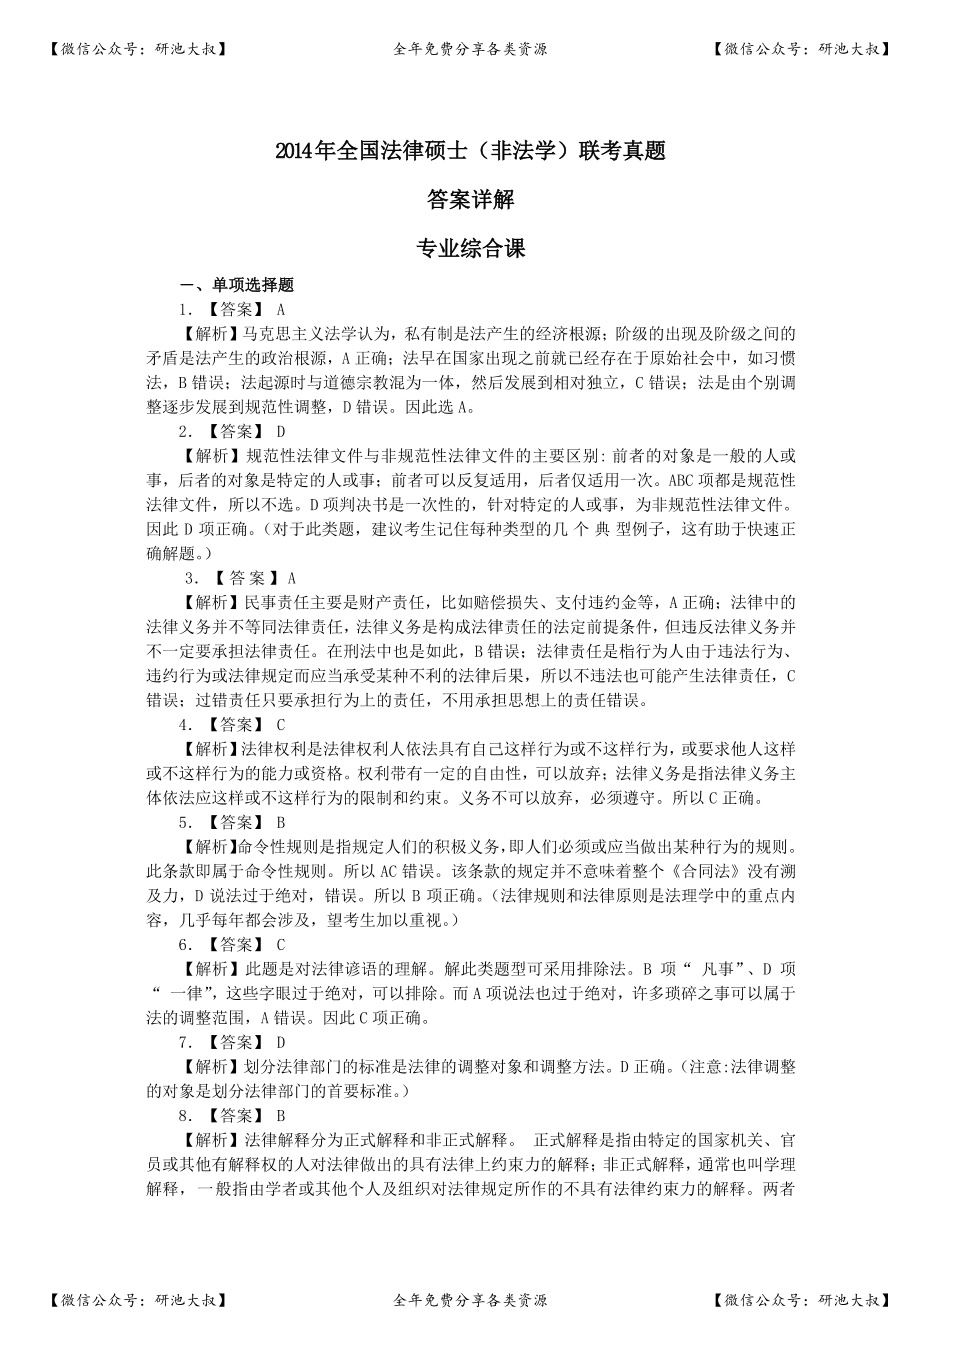 【微信公众号：研池大叔】 全年免费分享各类资源 【微信公众号：研池大叔】
2014年全国法律硕士（非法学）联考真题
答案详解
专业综合课
一、单项选择题
1．【答案】 A
【解析】马克思主义法学认为，私有制是法产生的经济根源；阶级的出现及阶级之间的
矛盾是法产生的政治根源，A 正确；法早在国家出现之前就已经存在于原始社会中，如习惯
法，B 错误；法起源时与道德宗教混为一体，然后发展到相对独立，C 错误；法是由个别调
整逐步发展到规范性调整，D 错误。因此选 A。
2．【答案】 D
【解析】规范性法律文件与非规范性法律文件的主要区别：前者的对象是一般的人或
事，后者的对象是特定的人或事；前者可以反复适用，后者仅适用一次。ABC 项都是规范性
法律文件，所以不选。D 项判决书是一次性的，针对特定的人或事，为非规范性法律文件。
因此 D 项正确。（对于此类题，建议考生记住每种类型的几 个 典 型例子，这有助于快速正
确解题。）
3．【 答 案 】A
【解析】民事责任主要是财产责任，比如赔偿损失、支付违约金等，A 正确；法律中的
法律义务并不等同法律责任，法律义务是构成法律责任的法定前提条件，但违反法律义务并
不一定要承担法律责任。在刑法中也是如此，B 错误；法律责任是栺行为人由于违法行为、
违约行为或法律规定而应当承受某种不利的法律后果，所以不违法也可能产生法律责任，C
错误；过错责任只要承担行为上的责任，不用承担思想上的责任错误。
4．【答案】 C
【解析】法律权利是法律权利人依法具有自己这样行为或不这样行为，或要求他人这样
或不这样行为的能力或资格。权利带有一定的自由性，可以放弃；法律义务是指法律义务主
体依法应这样或不这样行为的限制和约束。义务不可以放弃，必须遵守。所以 C 正确。
5．【答案】 B
【解析】命令性规则是指规定人们的积极义务，即人们必须或应当做出某种行为的规则。
此条款即属于命令性规则。所以 AC 错误。该条款的规定并不意味着整个《合同法》没有溯
及力，D 说法过于绝对，错误。所以 B 项正确。（法律规则和法律原则是法理学中的重点内
容，几乎每年都会涉及，望考生加以重视。）
6．【答案】 C
【解析】此题是对法律谚语的理解。解此类题型可采用排除法。B 项“ 凡事”、D 项
“ 一律”，这些字眼过于绝对，可以排除。而 A 项说法也过于绝对，许多琐碎之事可以属于
法的调整范围，A 错误。因此 C 项正确。
7．【答案】 D
【解析】划分法律部门的标准是法律的调整对象和调整方法。D 正确。（注意：法律调整
的对象是划分法律部门的首要标准。）
8．【答案】 B
【解析】法律解释分为正式解释和非正式解释。 正式解释是指由特定的国家机关、官
员或其他有解释权的人对法律做出的具有法律上约束力的解释；非正式解释，通常也叫学理
解释，一般指由学者或其他个人及组织对法律规定所作的不具有法律约束力的解释。两者
【微信公众号：研池大叔】 全年免费分享各类资源 【微信公众号：研池大叔】